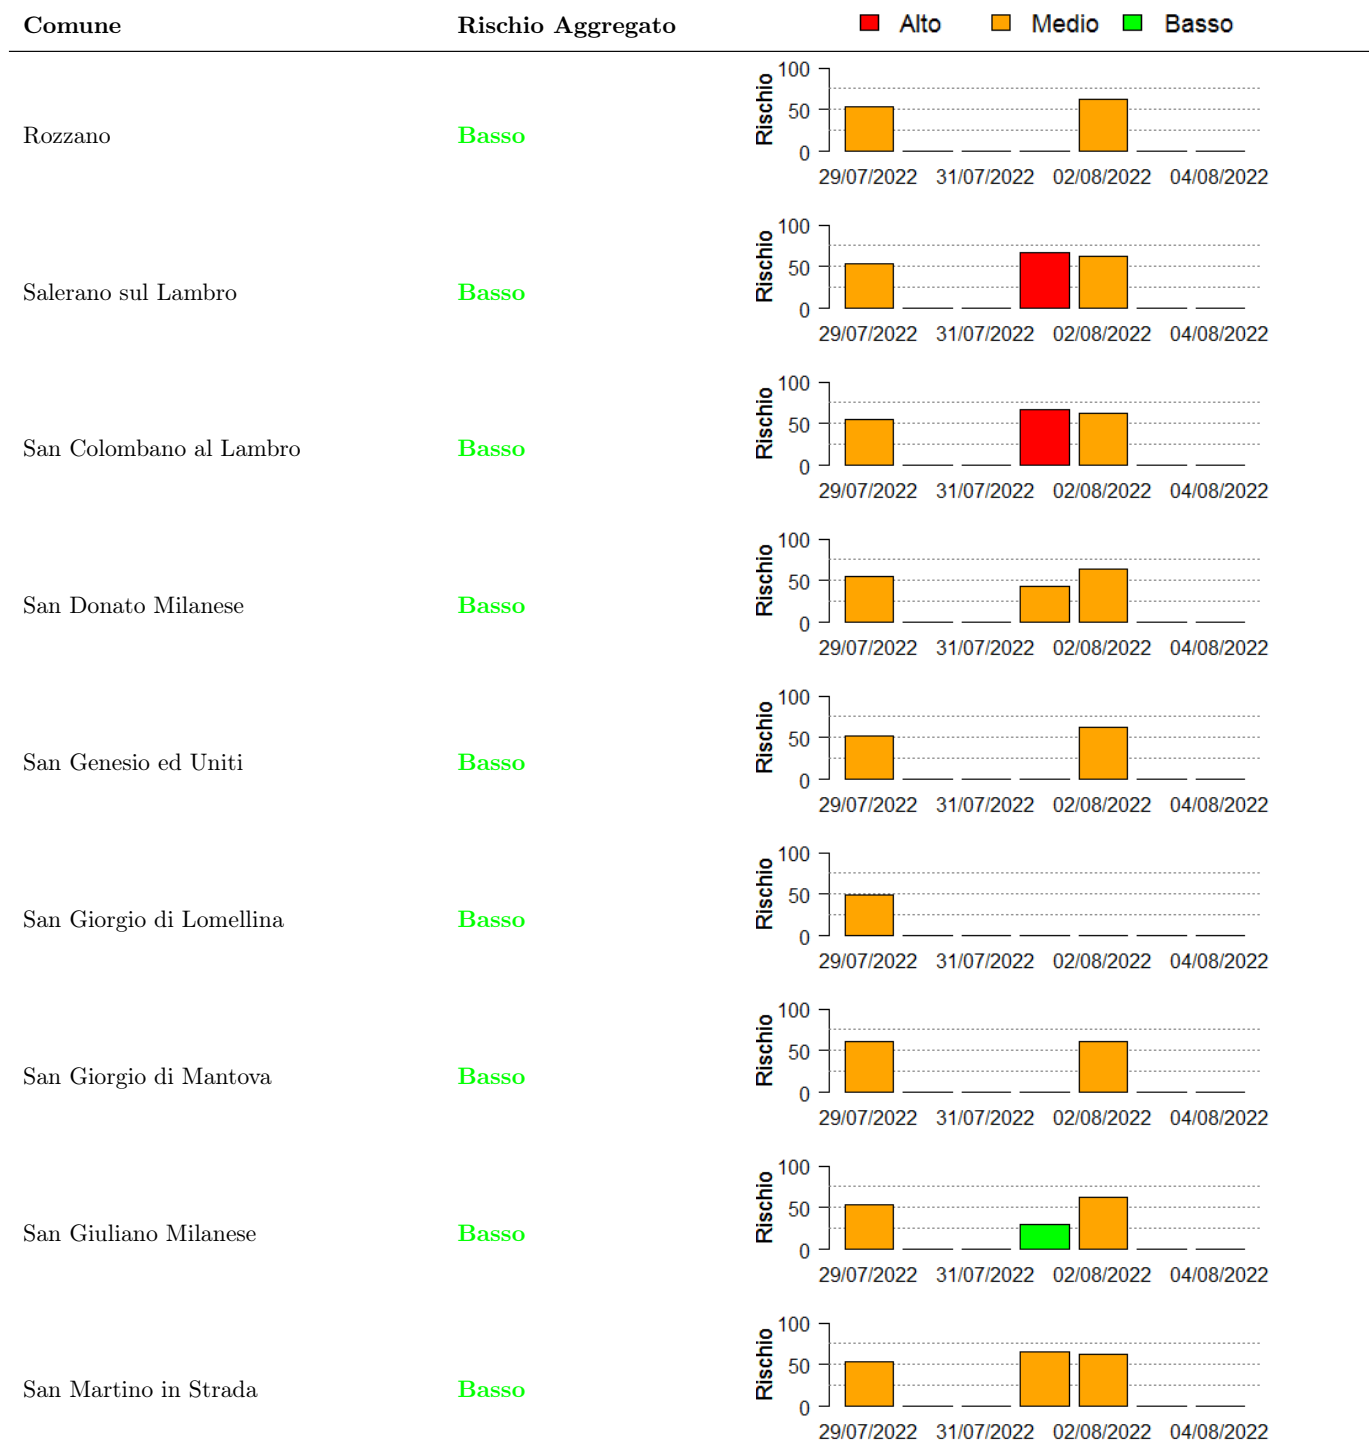 Comune Rischio Aggregato Alto Medio Basso
100
50
0
Rischio
Rozzano Basso
29/07/2022 31/07/2022 02/08/2022 04/08/2022
100
50
0
Rischio
Salerano sul Lambro Basso
29/07/2022 31/07/2022 02/08/2022 04/08/2022
100
50
0
Rischio
San Colombano al Lambro Basso
29/07/2022 31/07/2022 02/08/2022 04/08/2022
100
50
0
Rischio
San Donato Milanese Basso
29/07/2022 31/07/2022 02/08/2022 04/08/2022
100
50
0
Rischio
San Genesio ed Uniti Basso
29/07/2022 31/07/2022 02/08/2022 04/08/2022
100
50
0
Rischio
San Giorgio di Lomellina Basso
29/07/2022 31/07/2022 02/08/2022 04/08/2022
100
50
0
Rischio
San Giorgio di Mantova Basso
29/07/2022 31/07/2022 02/08/2022 04/08/2022
100
50
0
Rischio
San Giuliano Milanese Basso
29/07/2022 31/07/2022 02/08/2022 04/08/2022
100
50
0
Rischio
San Martino in Strada Basso
29/07/2022 31/07/2022 02/08/2022 04/08/2022